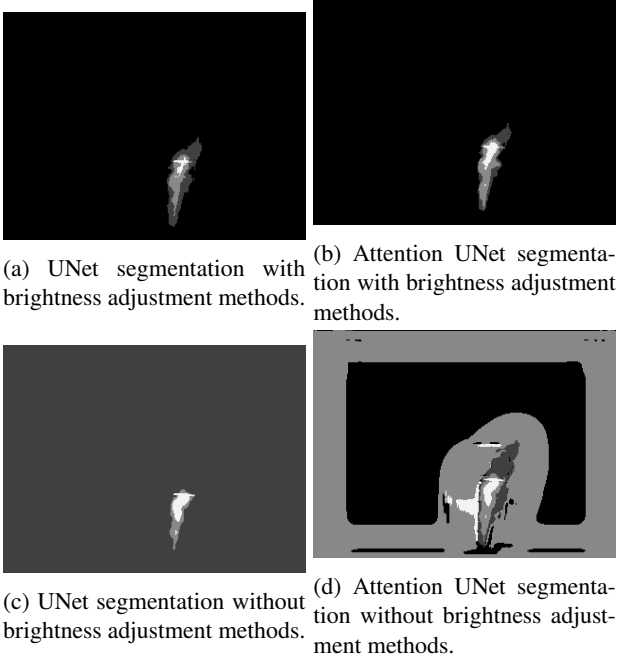 (a) UNet segmentation with
brightness adjustment methods.
(b) Attention UNet segmenta-
tion with brightness adjustment
methods.
(c) UNet segmentation without
brightness adjustment methods.
(d) Attention UNet segmenta-
tion without brightness adjust-
ment methods.